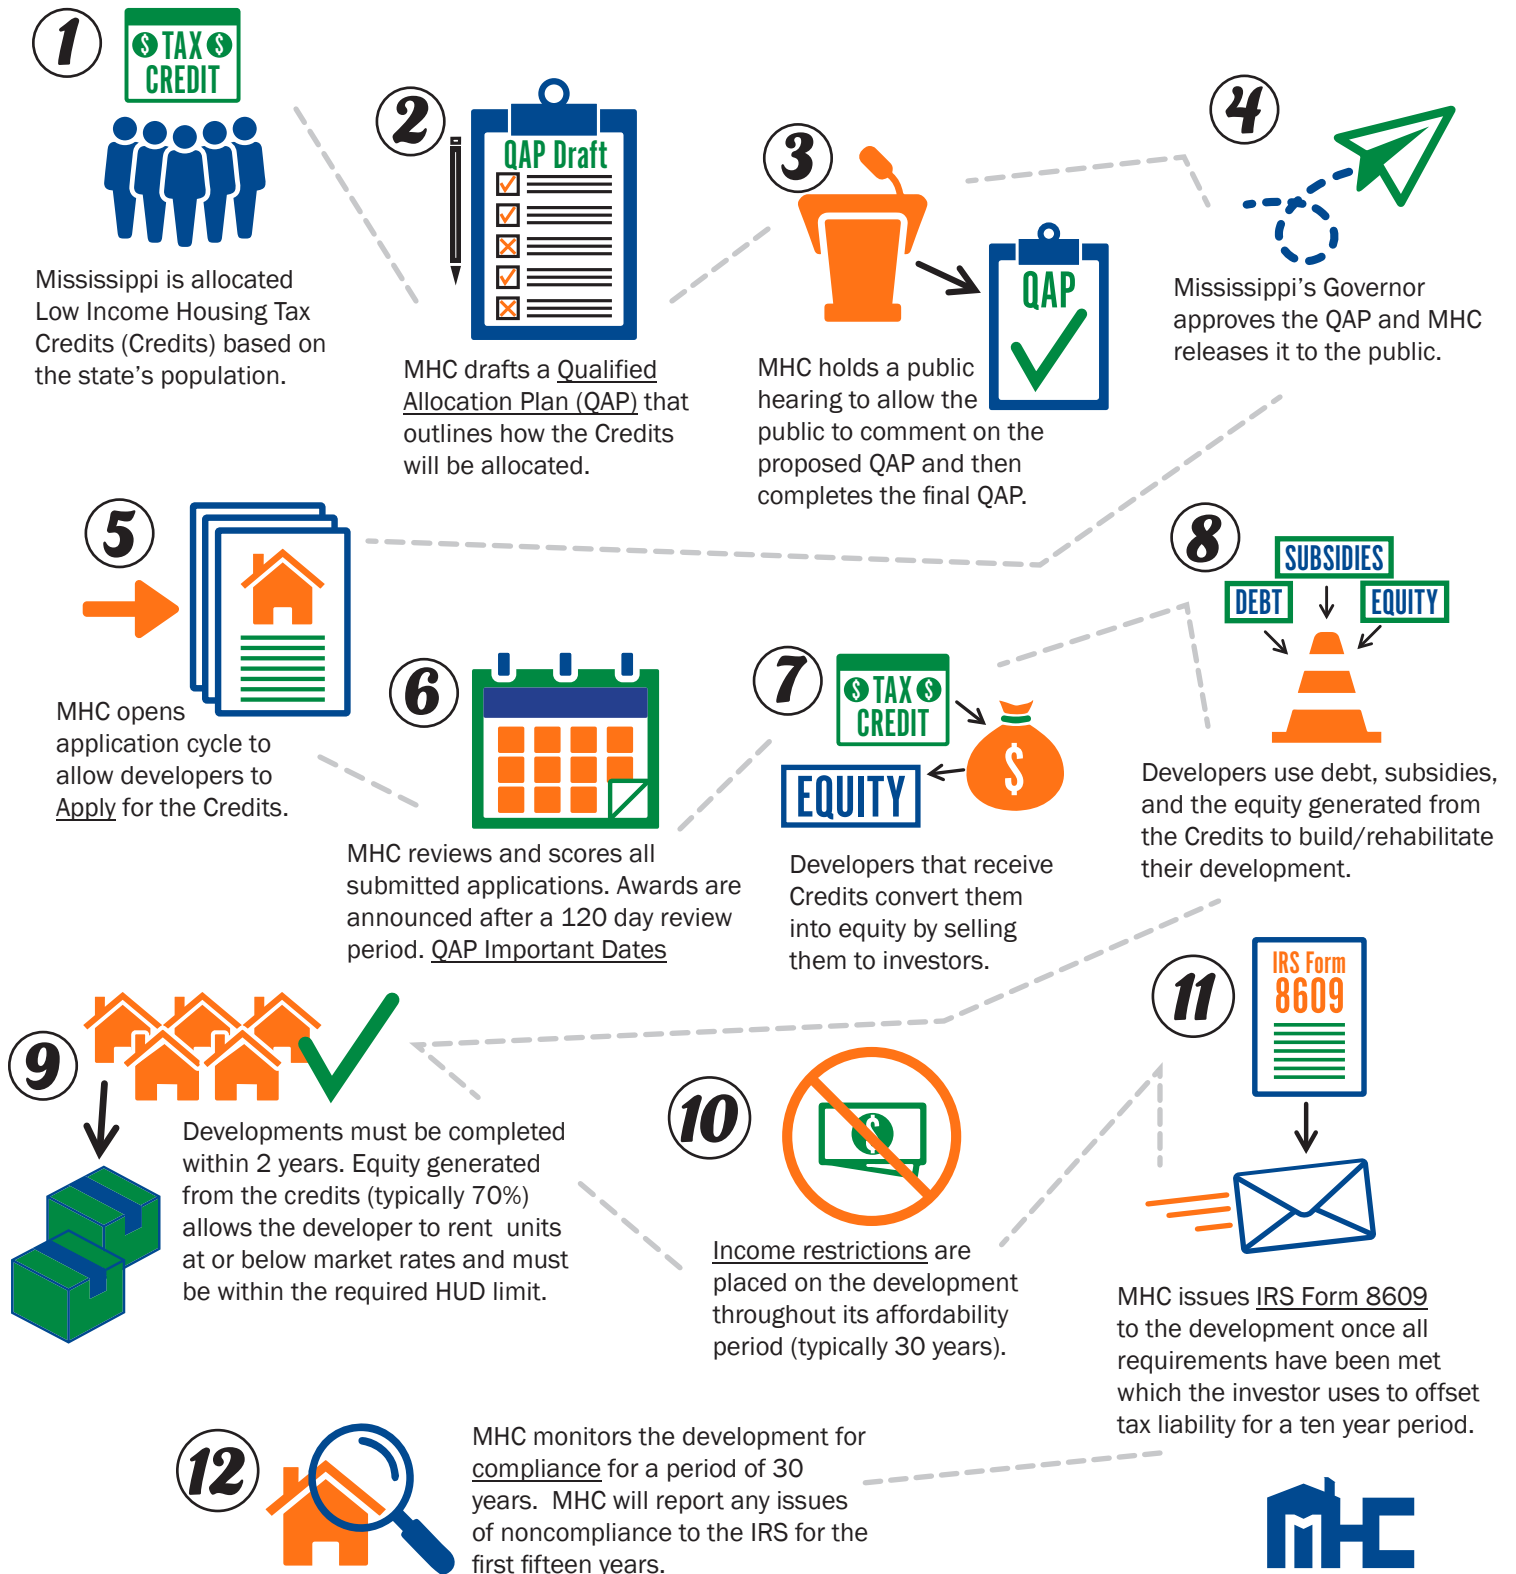 1
$ TAX $
CREDIT
Mississippi is allocated
Low Income Housing Tax
Credits (Credits) based on
the state's population.
2
QAP Draft
MHC drafts a Qualified
Allocation Plan (QAP) that
outlines how the Credits
will be allocated.
3
QAP
MHC holds a public
hearing to allow the
public to comment on the
proposed QAP and then
completes the final QAP.
4
Mississippi's Governor
approves the QAP and MHC
releases it to the public.
5
MHC opens
application cycle to
allow developers to
Apply for the Credits.
6
MHC reviews and scores all
submitted applications. Awards are
announced after a 120 day review
period. QAP Important Dates
7
$ TAX $
CREDIT
$
EQUITY
Developers that receive
Credits convert them
into equity by selling
them to investors.
8
SUBSIDIES
DEBT
EQUITY
Developers use debt, subsidies,
and the equity generated from
the Credits to build/rehabilitate
their development.
9
Developments must be completed
within 2 years. Equity generated
from the credits (typically 70%)
allows the developer to rent  units
at or below market rates and must
be within the required HUD limit.
10
$
Income restrictions are
placed on the development
throughout its affordability
period (typically 30 years).
11
IRS Form
8609
MHC issues IRS Form 8609
to the development once all
requirements have been met
which the investor uses to offset
tax liability for a ten year period.
12
MHC monitors the development for
compliance for a period of 30
years.  MHC will report any issues
of noncompliance to the IRS for the
first fifteen years.
MHC